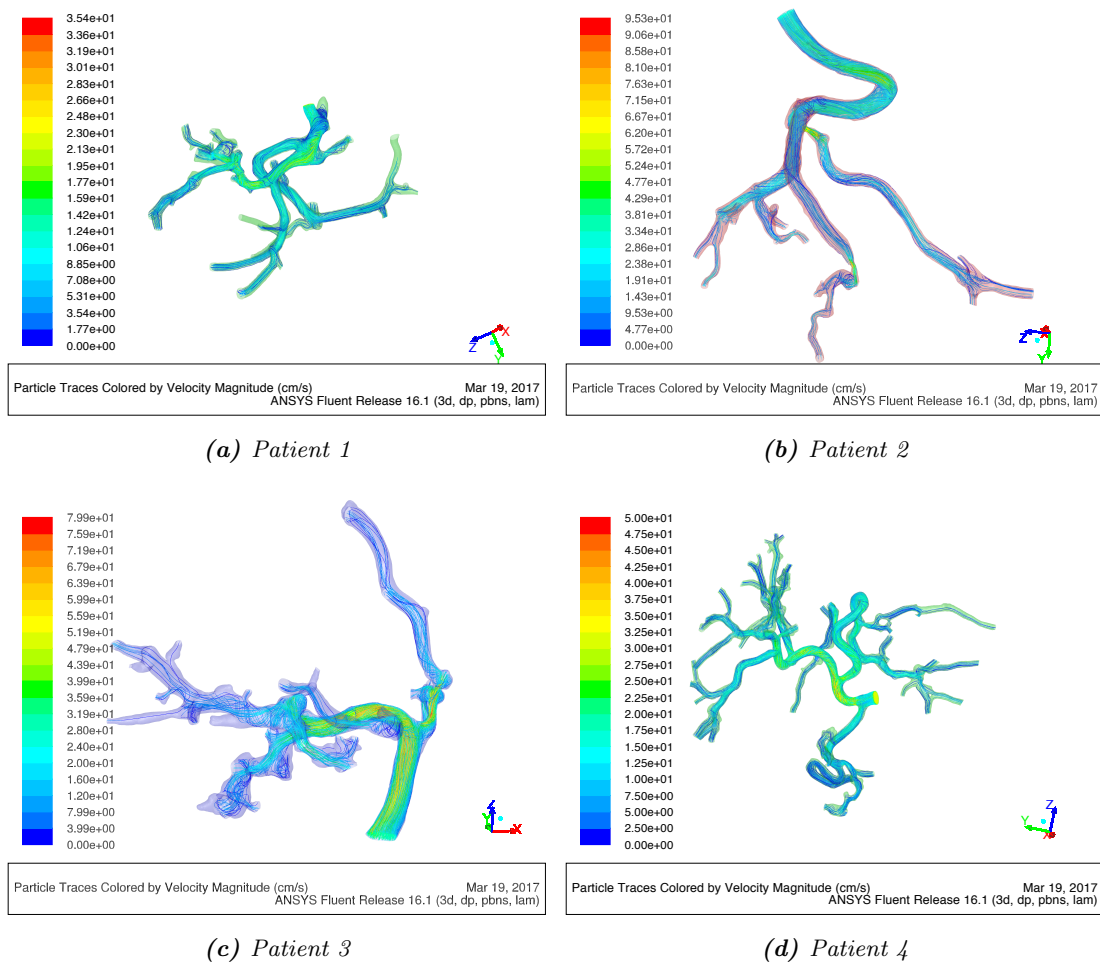 3.54e+01
3.36e+01
3.19e+01
3.01e+01
2.83e+01
2.66e+01
2.48e+01
2.30e+01
2.13e+01
1.95e+01
1.77e+01
1.59e+01
1.42e+01
1.24e+01
1.06e+01
8.85e+00
7.08e+00
5.31e+00
3.54e+00
1.77e+00
0.00e+00
Z
X
Y
Particle Traces Colored by Velocity Magnitude (cm/s)
Mar 19, 2017
ANSYS Fluent Release 16.1 (3d, dp, pbns, lam)
(a) Patient 1
9.53e+01
9.06e+01
8.58e+01
8.10e+01
7.63e+01
7.15e+01
6.67e+01
6.20e+01
5.72e+01
5.24e+01
4.77e+01
4.29e+01
3.81e+01
3.34e+01
2.86e+01
2.38e+01
1.91e+01
1.43e+01
9.53e+00
4.77e+00
0.00e+00
Z
X
Y
Particle Traces Colored by Velocity Magnitude (cm/s)
Mar 19, 2017
ANSYS Fluent Release 16.1 (3d, dp, pbns, lam)
(b) Patient 2
7.99e+01
7.59e+01
7.19e+01
6.79e+01
6.39e+01
5.99e+01
5.59e+01
5.19e+01
4.79e+01
4.39e+01
3.99e+01
3.59e+01
3.19e+01
2.80e+01
2.40e+01
2.00e+01
1.60e+01
1.20e+01
7.99e+00
3.99e+00
0.00e+00
Z
Y
X
Particle Traces Colored by Velocity Magnitude (cm/s)
Mar 19, 2017
ANSYS Fluent Release 16.1 (3d, dp, pbns, lam)
(c) Patient 3
5.00e+01
4.75e+01
4.50e+01
4.25e+01
4.00e+01
3.75e+01
3.50e+01
3.25e+01
3.00e+01
2.75e+01
2.50e+01
2.25e+01
2.00e+01
1.75e+01
1.50e+01
1.25e+01
1.00e+01
7.50e+00
5.00e+00
2.50e+00
0.00e+00
Z
Y
X
Particle Traces Colored by Velocity Magnitude (cm/s)
Mar 19, 2017
ANSYS Fluent Release 16.1 (3d, dp, pbns, lam)
(d) Patient 4